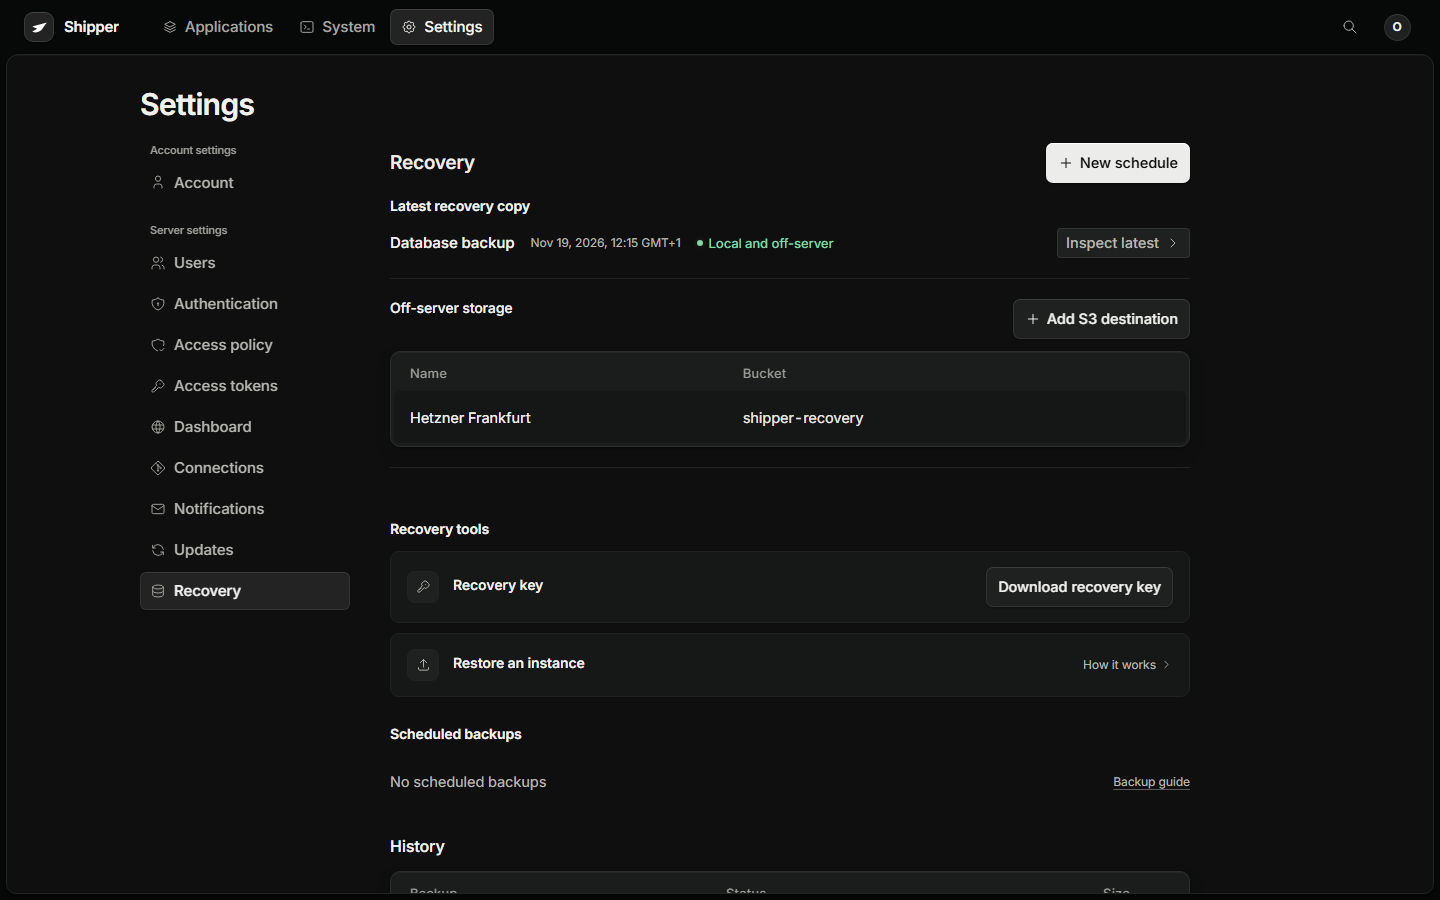 Shipper
Applications
System
Settings
O
Settings
Account settings
Account
Server settings
Users
Authentication
Access policy
Access tokens
Dashboard
Connections
Notifications
Updates
Recovery
Recovery
New schedule
Latest recovery copy
Database backup Nov 19, 2026, 12:15 GMT+1 Local and off-server
Inspect latest
Off-server storage
Add S3 destination
Name Bucket
Hetzner Frankfurt shipper-recovery
Recovery tools
Recovery key
Download recovery key
Restore an instance
How it works
Scheduled backups
No scheduled backups
Backup guide
History
Backup Status Size